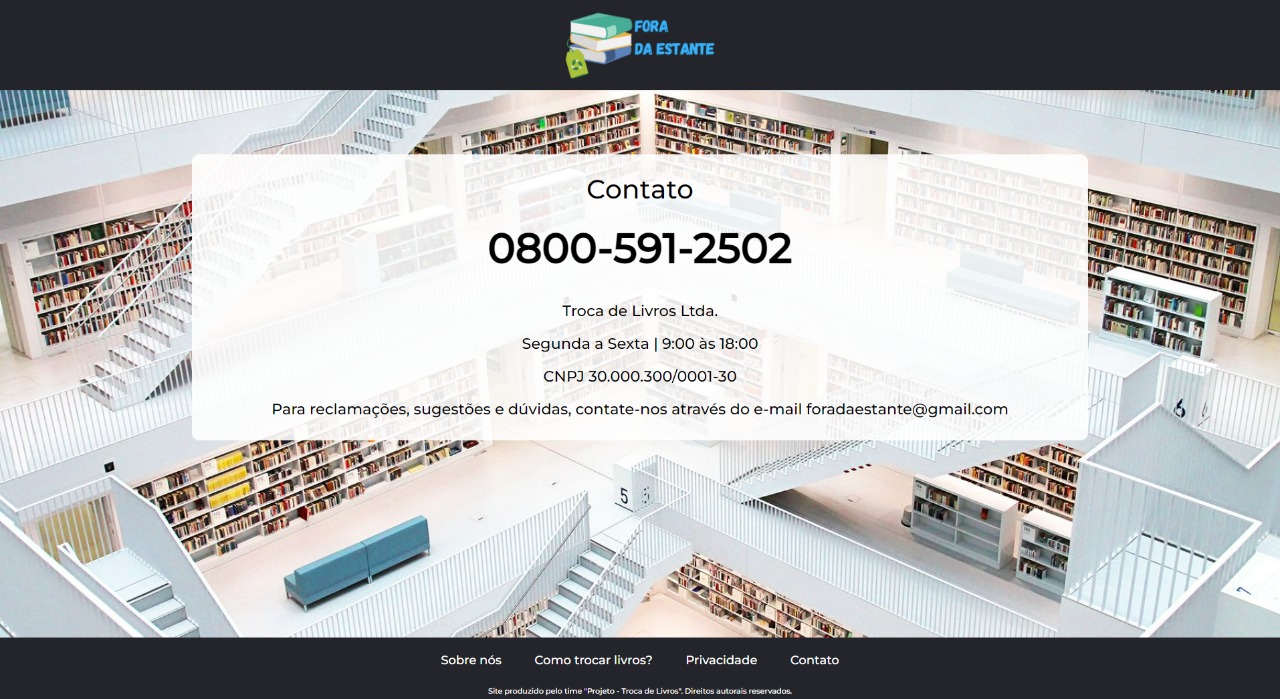 FORA
DA ESTANTE
Contato
0800-591-2502
Troca de Livros Ltda.
Segunda a Sexta | 9:00 às 18:00
CNPJ 30.000.300/0001-30
Para reclamações, sugestões e dúvidas, contate-nos através do e-mail foradaestante@gmail.com
6
5
Sobre nós Como trocar livros? Privacidade Contato
Site produzido pelo time "Projeto - Troca de Livros". Direitos autorais reservados.